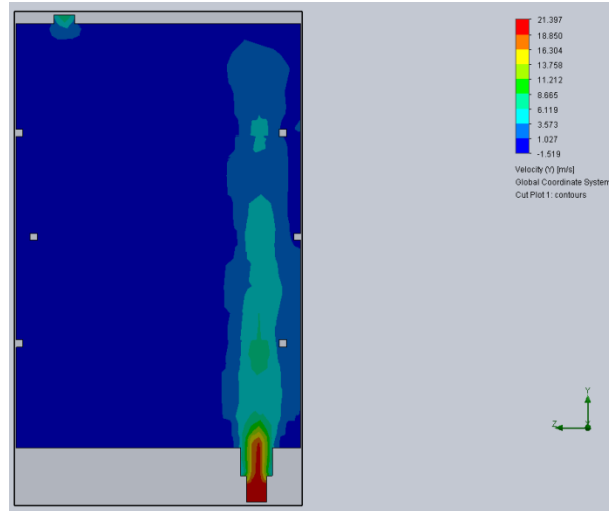 21.397
18.850
16.304
13.758
11.212
8.665
6.119
3.573
1.027
-1.519
Velocity (Y) [m/s]
Global Coordinate System
Cut Plot 1: contours
Y
Z